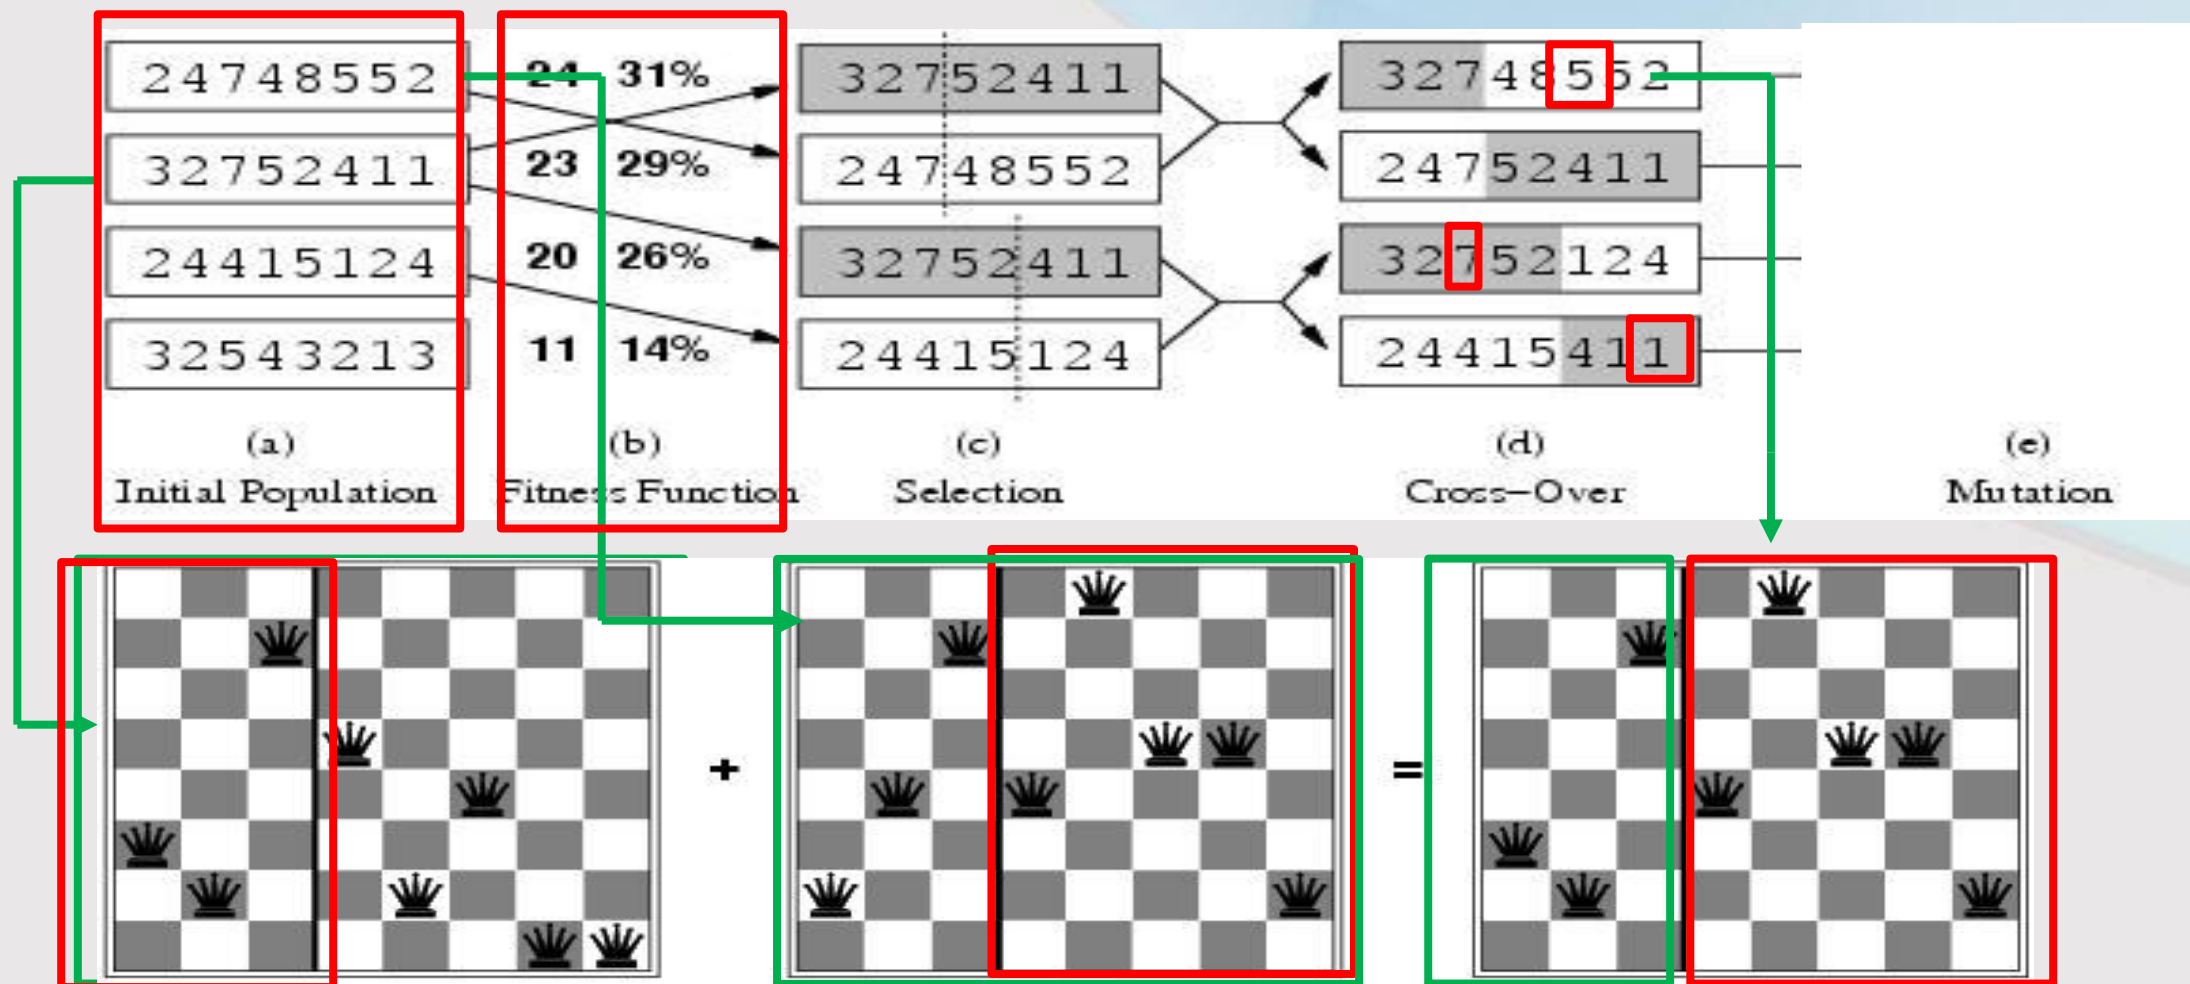 24748552 24 31% 32752411 32748552
32752411 23 29% 24748552 24752411
24415124 20 26% 32752411 32752124
32543213 11 14% 24415124 24415411
(a) (b) (c) (d) (e)
Initial Population Fitness Function Selection Cross-Over Mutation
+ =